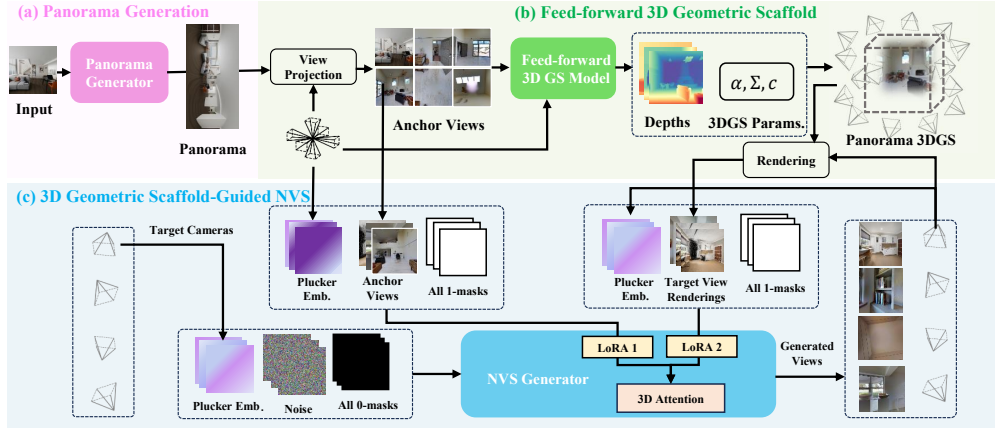 (a) Panorama Generation
Input
Panorama
Generator
Panorama
(b) Feed-forward 3D Geometric Scaffold
View
Projection
Anchor Views
Feed-forward
3D GS Model
Depths
α, Σ, c
3DGS Params.
Panorama 3DGS
Rendering
(c) 3D Geometric Scaffold-Guided NVS
Target Cameras
Plucker
Emb.
Anchor
Views
All 1-masks
Plucker
Emb.
Target View
Renderings
All 1-masks
Plucker Emb.
Noise
All 0-masks
NVS Generator
LoRA 1
LoRA 2
3D Attention
Generated
Views